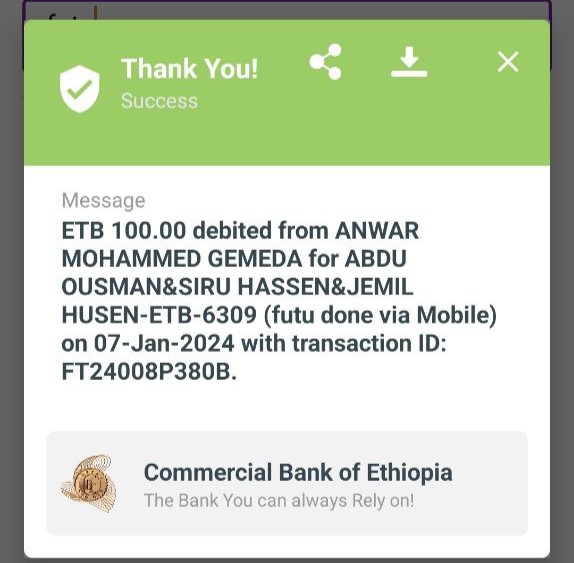 Thank You!
Success
Message
ETB 100.00 debited from ANWAR
MOHAMMED GEMEDA for ABDU
OUSMAN&SIRU HASSEN&JEMIL
HUSEN-ETB-6309 (futu done via Mobile)
on 07-Jan-2024 with transaction ID:
FT24008P380B.
Commercial Bank of Ethiopia
The Bank You can always Rely on!